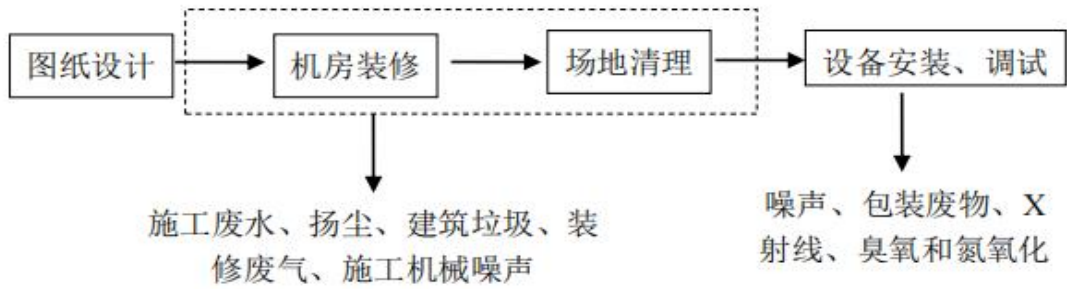 图纸设计
机房装修
场地清理
设备安装、调试
施工废水、扬尘、建筑垃圾、装
修废气、施工机械噪声
噪声、包装废物、X
射线、臭氧和氮氧化